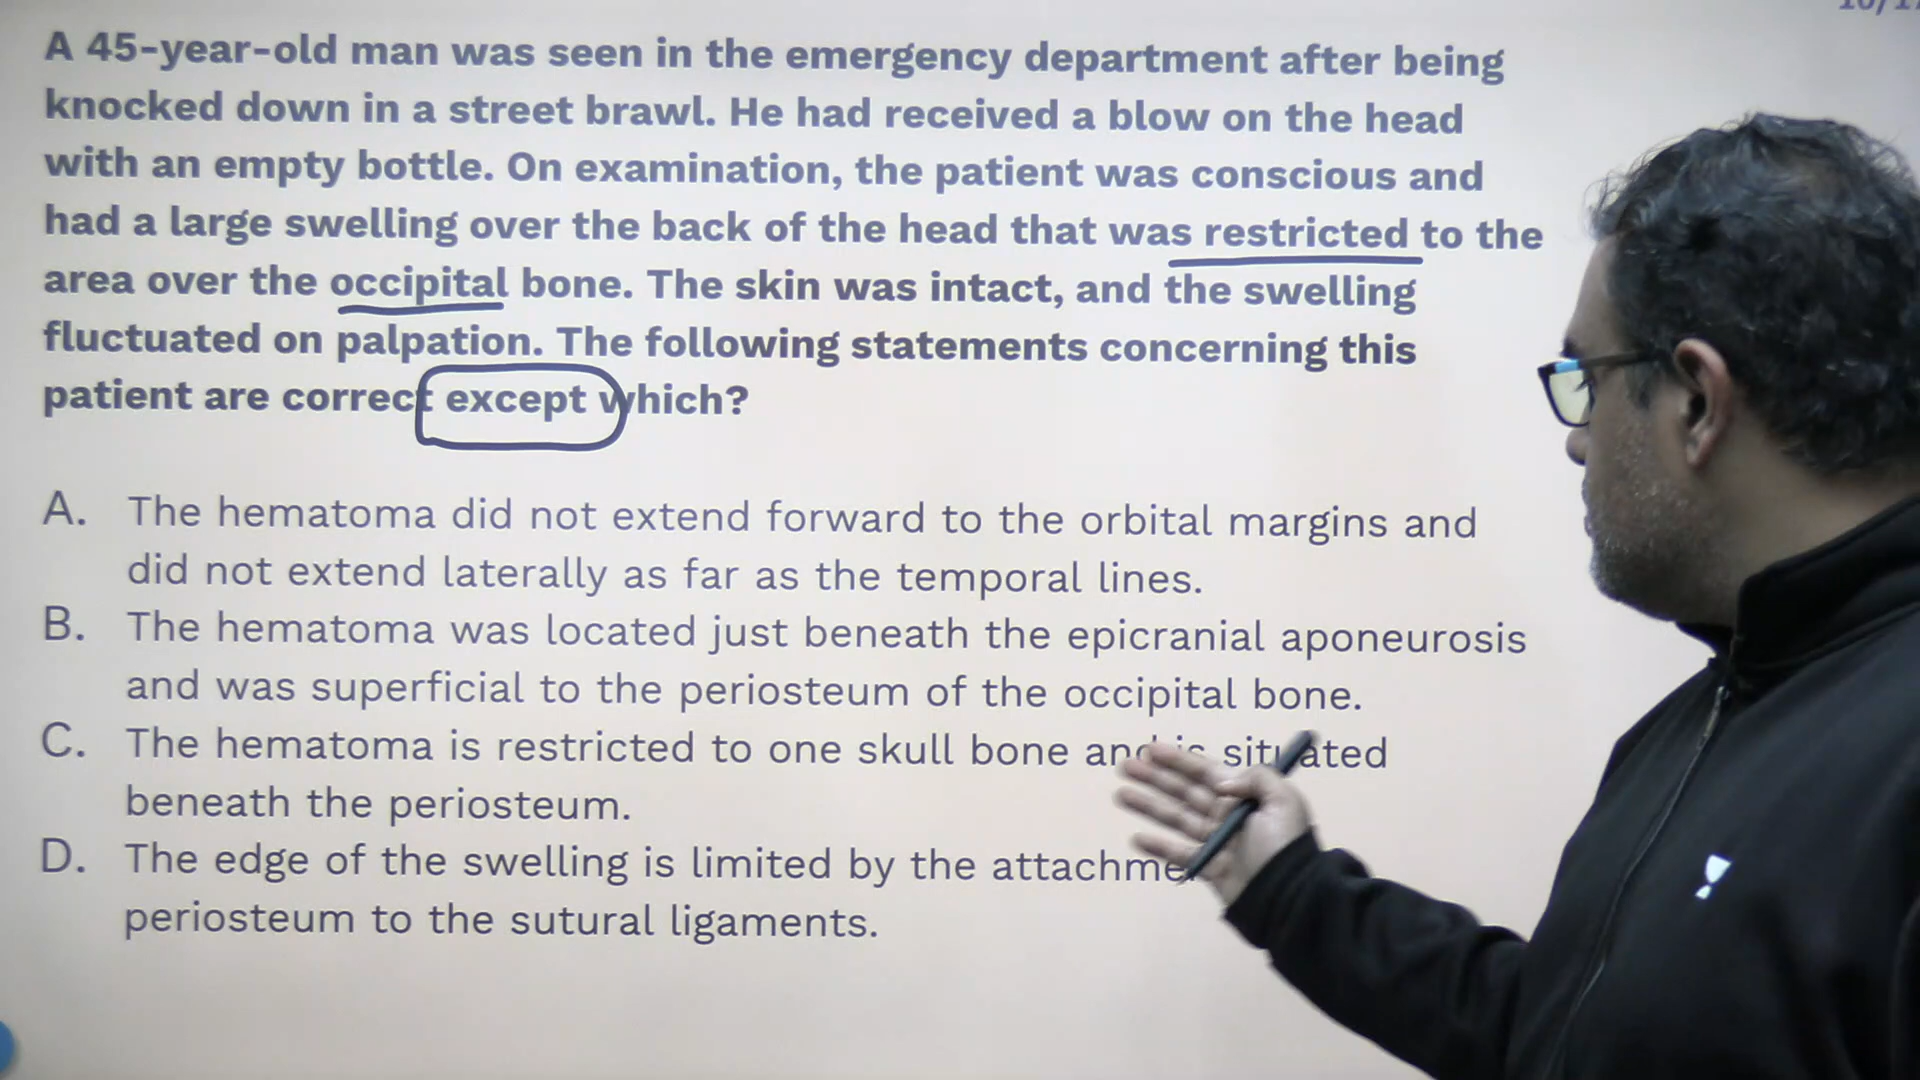 A 45-year-old man was seen in the emergency department after being
knocked down in a street brawl. He had received a blow on the head
with an empty bottle. On examination, the patient was conscious and
had a large swelling over the back of the head that was restricted to the
area over the occipital bone. The skin was intact, and the swelling
fluctuated on palpation. The following statements concerning this
patient are correct except which?
A. The hematoma did not extend forward to the orbital margins and
did not extend laterally as far as the temporal lines.
B. The hematoma was located just beneath the epicranial aponeurosis
and was superficial to the periosteum of the occipital bone.
C. The hematoma is restricted to one skull bone and is situated
beneath the periosteum.
D. The edge of the swelling is limited by the
periosteum to the sutural ligaments.